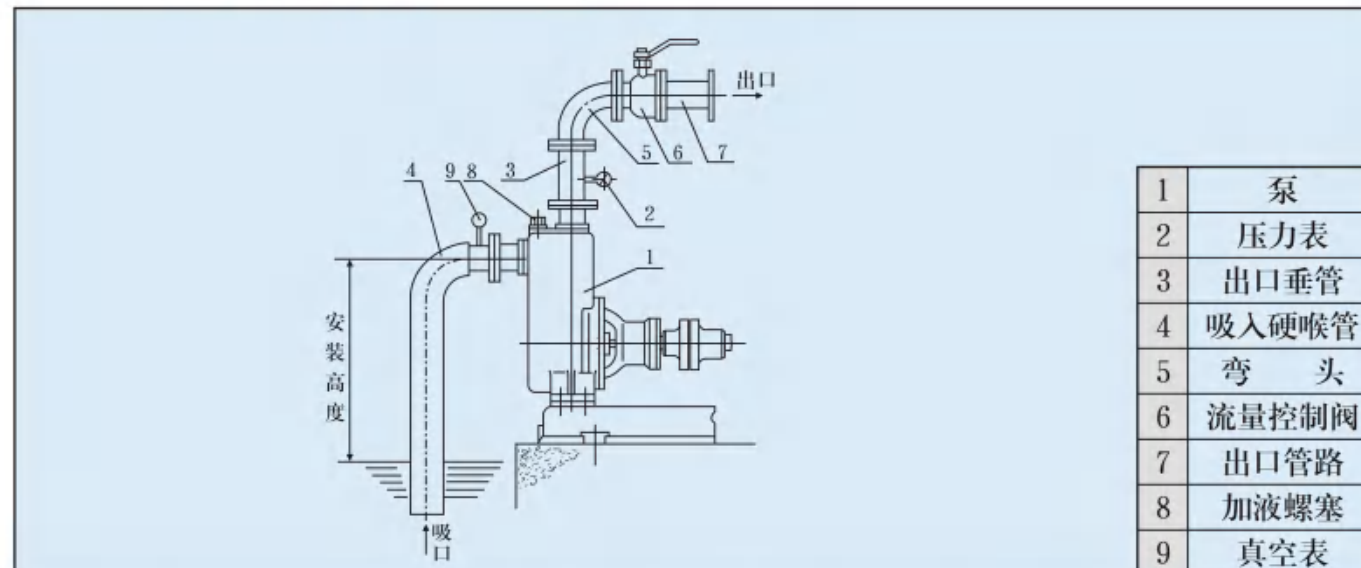 出口
5
6
7
3
4
9
8
2
1
安装高度
吸口
1 泵
2 压力表
3 出口垂管
4 吸入硬喉管
5 弯 头
6 流量控制阀
7 出口管路
8 加液螺塞
9 真空表